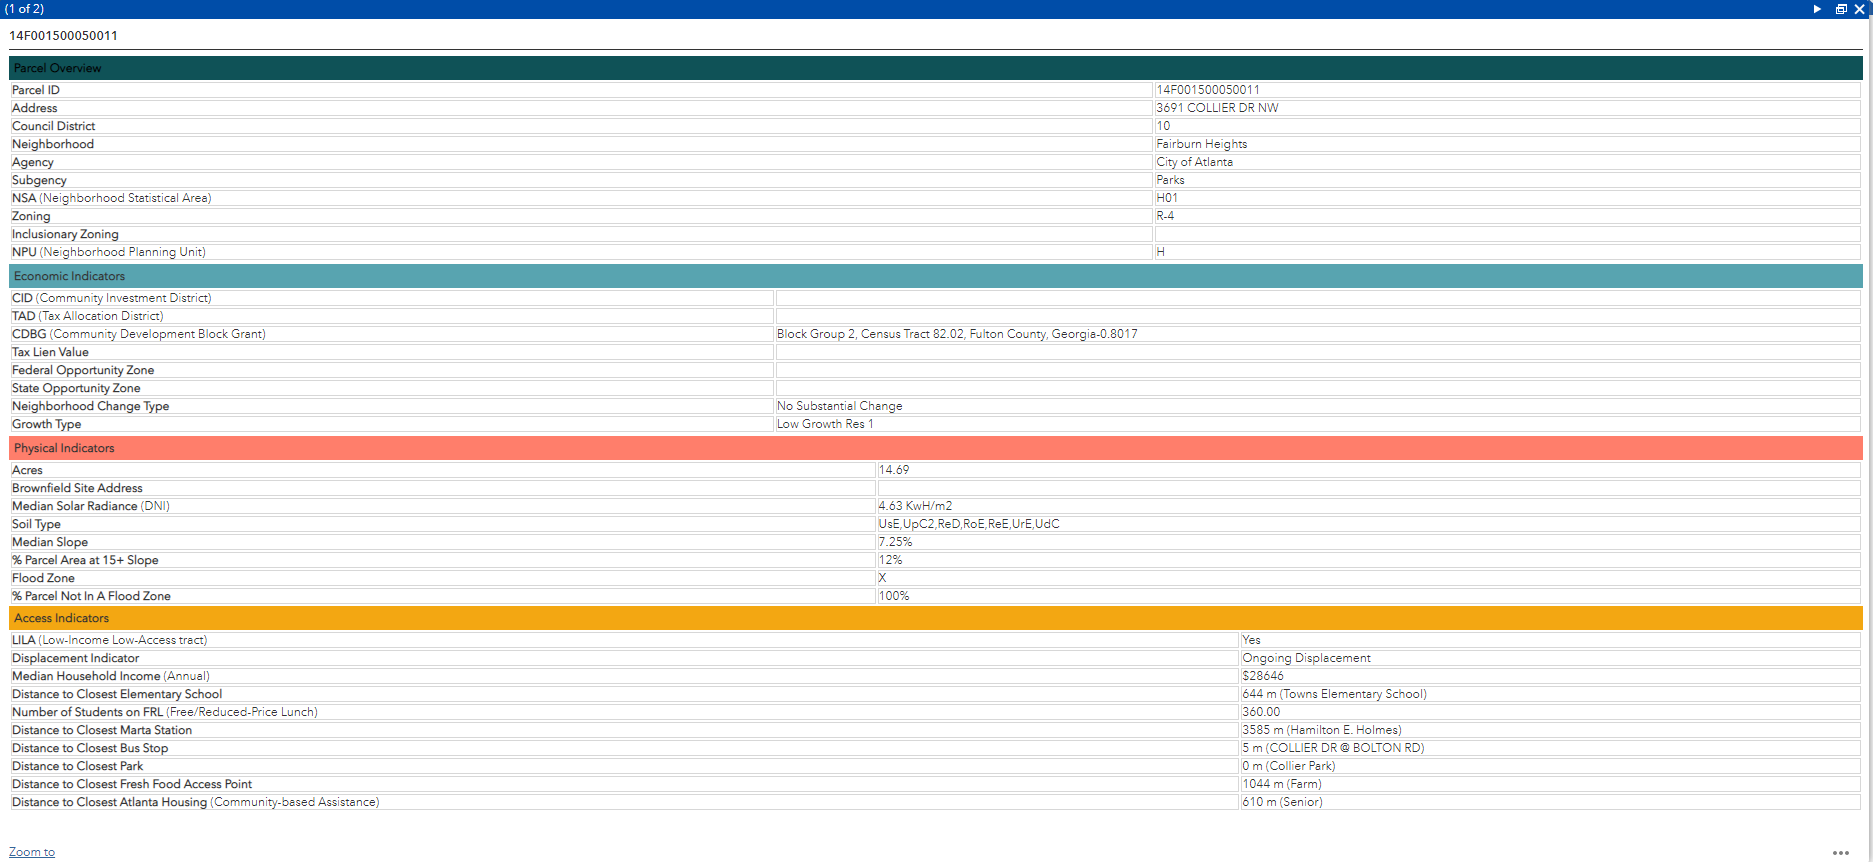 (1 of 2)
14F001500050011
Parcel Overview
Parcel ID 14F001500050011
Address 3691 COLLIER DR NW
Council District 10
Neighborhood Fairburn Heights
Agency City of Atlanta
Subgency Parks
NSA (Neighborhood Statistical Area) H01
Zoning R-4
Inclusionary Zoning
NPU (Neighborhood Planning Unit) H
Economic Indicators
CID (Community Investment District)
TAD (Tax Allocation District)
CDBG (Community Development Block Grant) Block Group 2, Census Tract 82.02, Fulton County, Georgia-0.8017
Tax Lien Value
Federal Opportunity Zone
State Opportunity Zone
Neighborhood Change Type No Substantial Change
Growth Type Low Growth Res 1
Physical Indicators
Acres 14.69
Brownfield Site Address
Median Solar Radiance (DNI) 4.63 KwH/m2
Soil Type UsE,UpC2,ReD,RoE,ReE,UrE,UdC
Median Slope 7.25%
% Parcel Area at 15+ Slope 12%
Flood Zone X
% Parcel Not In A Flood Zone 100%
Access Indicators
LILA (Low-Income Low-Access tract) Yes
Displacement Indicator Ongoing Displacement
Median Household Income (Annual) $28646
Distance to Closest Elementary School 644 m (Towns Elementary School)
Number of Students on FRL (Free/Reduced-Price Lunch) 360.00
Distance to Closest Marta Station 3585 m (Hamilton E. Holmes)
Distance to Closest Bus Stop 5 m (COLLIER DR @ BOLTON RD)
Distance to Closest Park 0 m (Collier Park)
Distance to Closest Fresh Food Access Point 1044 m (Farm)
Distance to Closest Atlanta Housing (Community-based Assistance) 610 m (Senior)
Zoom to